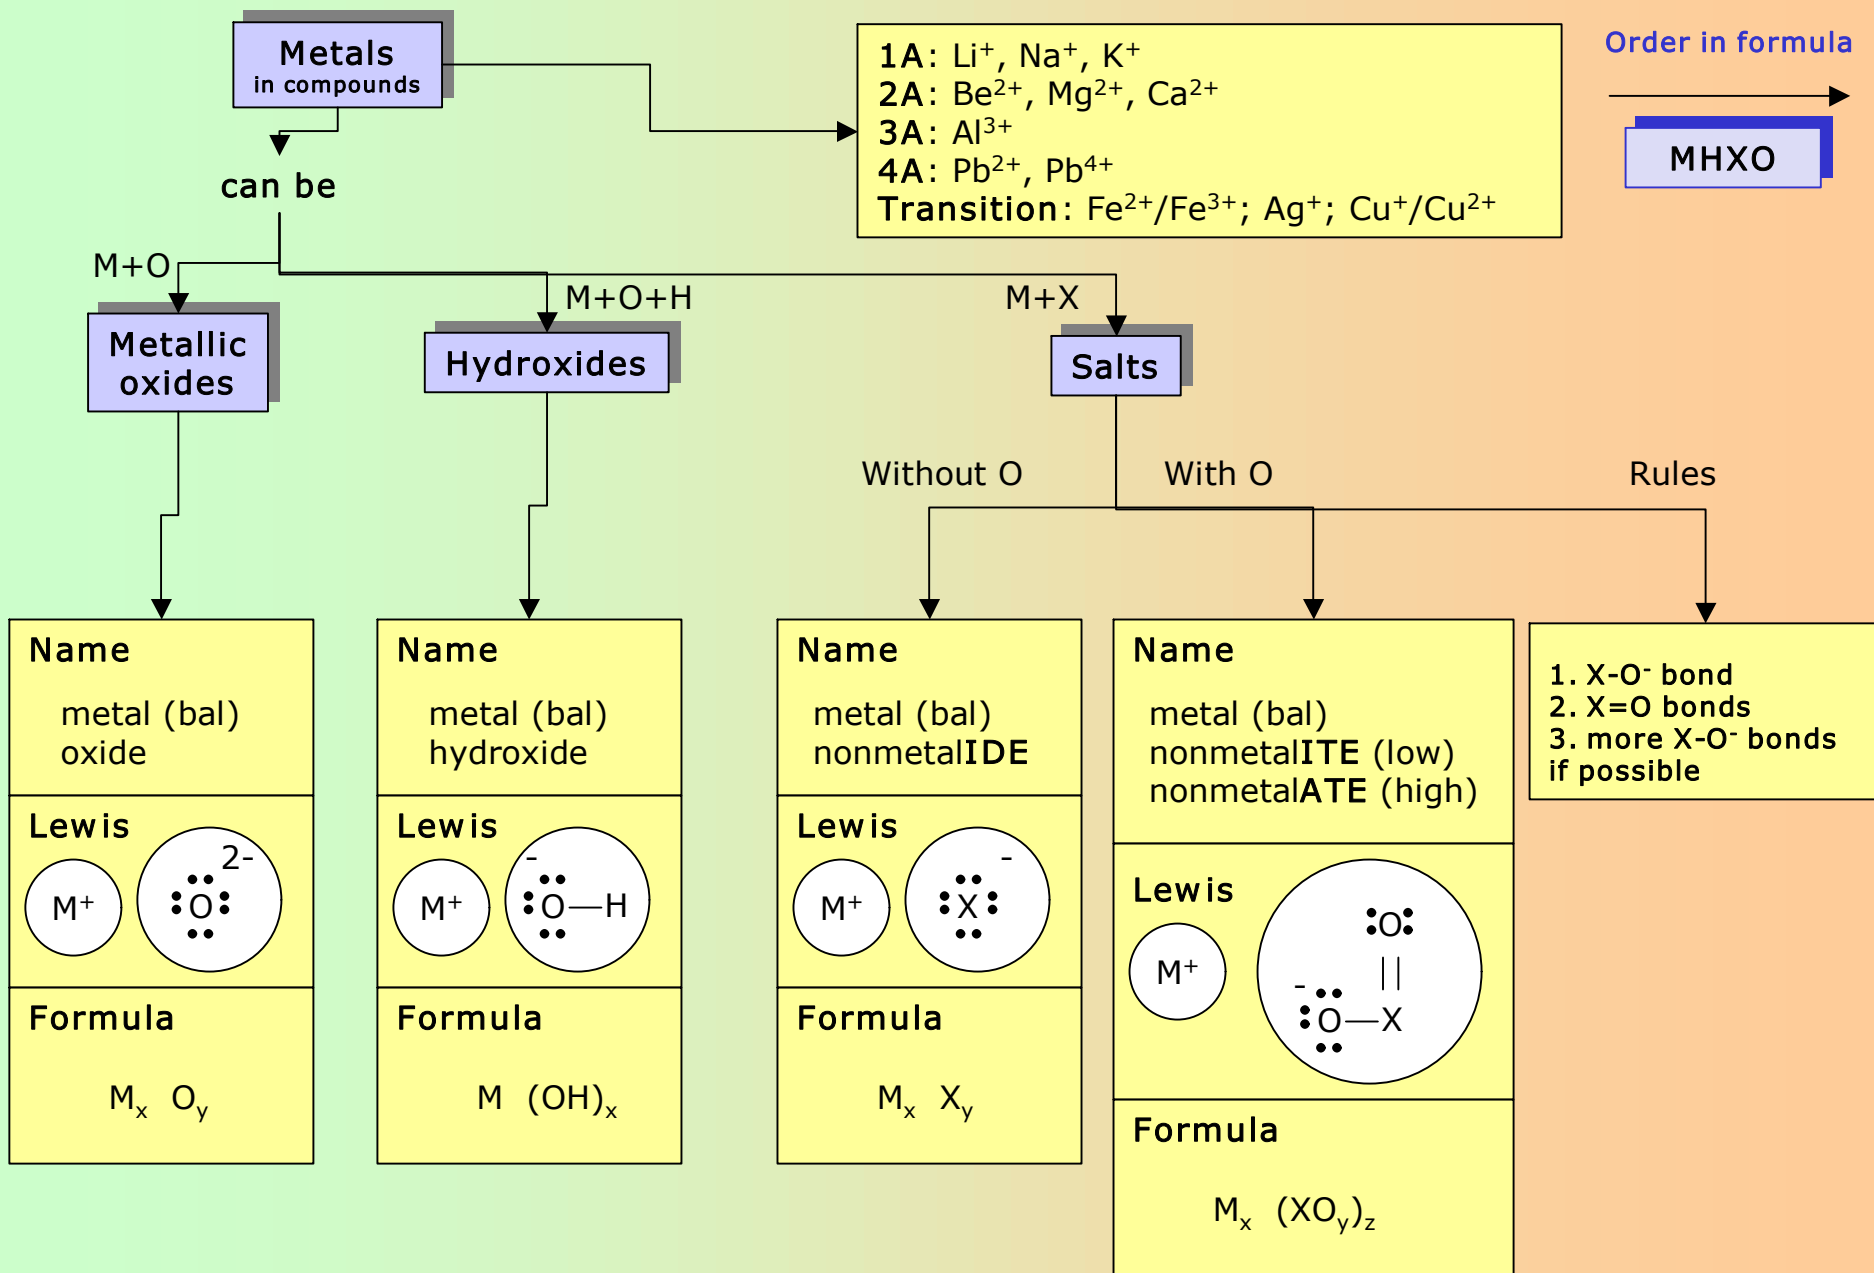 Metals
in compounds
1A: Li⁺, Na⁺, K⁺
2A: Be²⁺, Mg²⁺, Ca²⁺
3A: Al³⁺
4A: Pb²⁺, Pb⁴⁺
Transition: Fe²⁺/Fe³⁺; Ag⁺; Cu⁺/Cu²⁺
Order in formula
MHXO
can be
M+O
M+O+H
M+X
Metallic
oxides
Hydroxides
Salts
Without O
With O
Rules
Name
metal (bal)
oxide
Lewis
M⁺
O
2-
Formula
Mₓ Oᵧ
Name
metal (bal)
hydroxide
Lewis
M⁺
-
O—H
Formula
M (OH)ₓ
Name
metal (bal)
nonmetalIDE
Lewis
M⁺
X
-
Formula
Mₓ Xᵧ
Name
metal (bal)
nonmetalITE (low)
nonmetalATE (high)
Lewis
M⁺
O
||
-
O—X
Formula
Mₓ (XOᵧ)z
1. X-O⁻ bond
2. X=O bonds
3. more X-O⁻ bonds
if possible